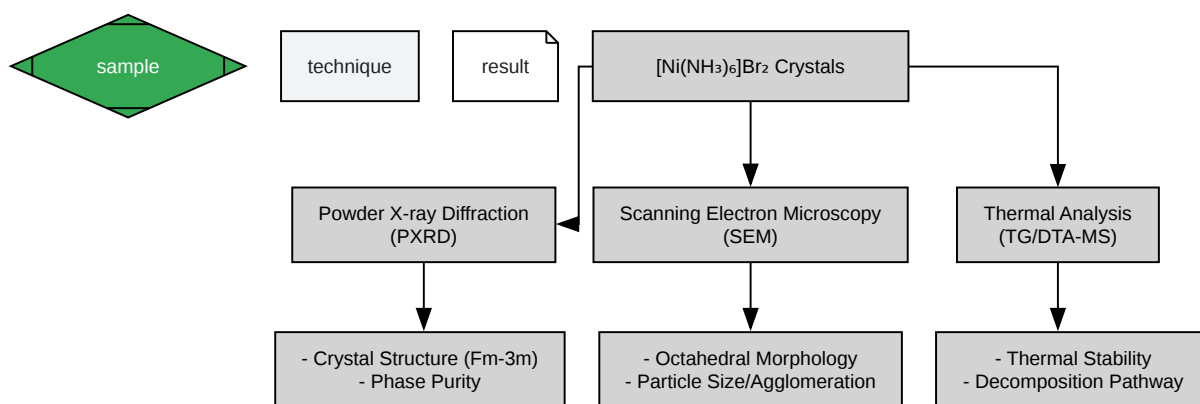 sample
technique
result
[Ni(NH₃)₆]Br₂ Crystals
Powder X-ray Diffraction
(PXRD)
Scanning Electron Microscopy
(SEM)
Thermal Analysis
(TG/DTA-MS)
- Crystal Structure (Fm-3m)
- Phase Purity
- Octahedral Morphology
- Particle Size/Agglomeration
- Thermal Stability
- Decomposition Pathway